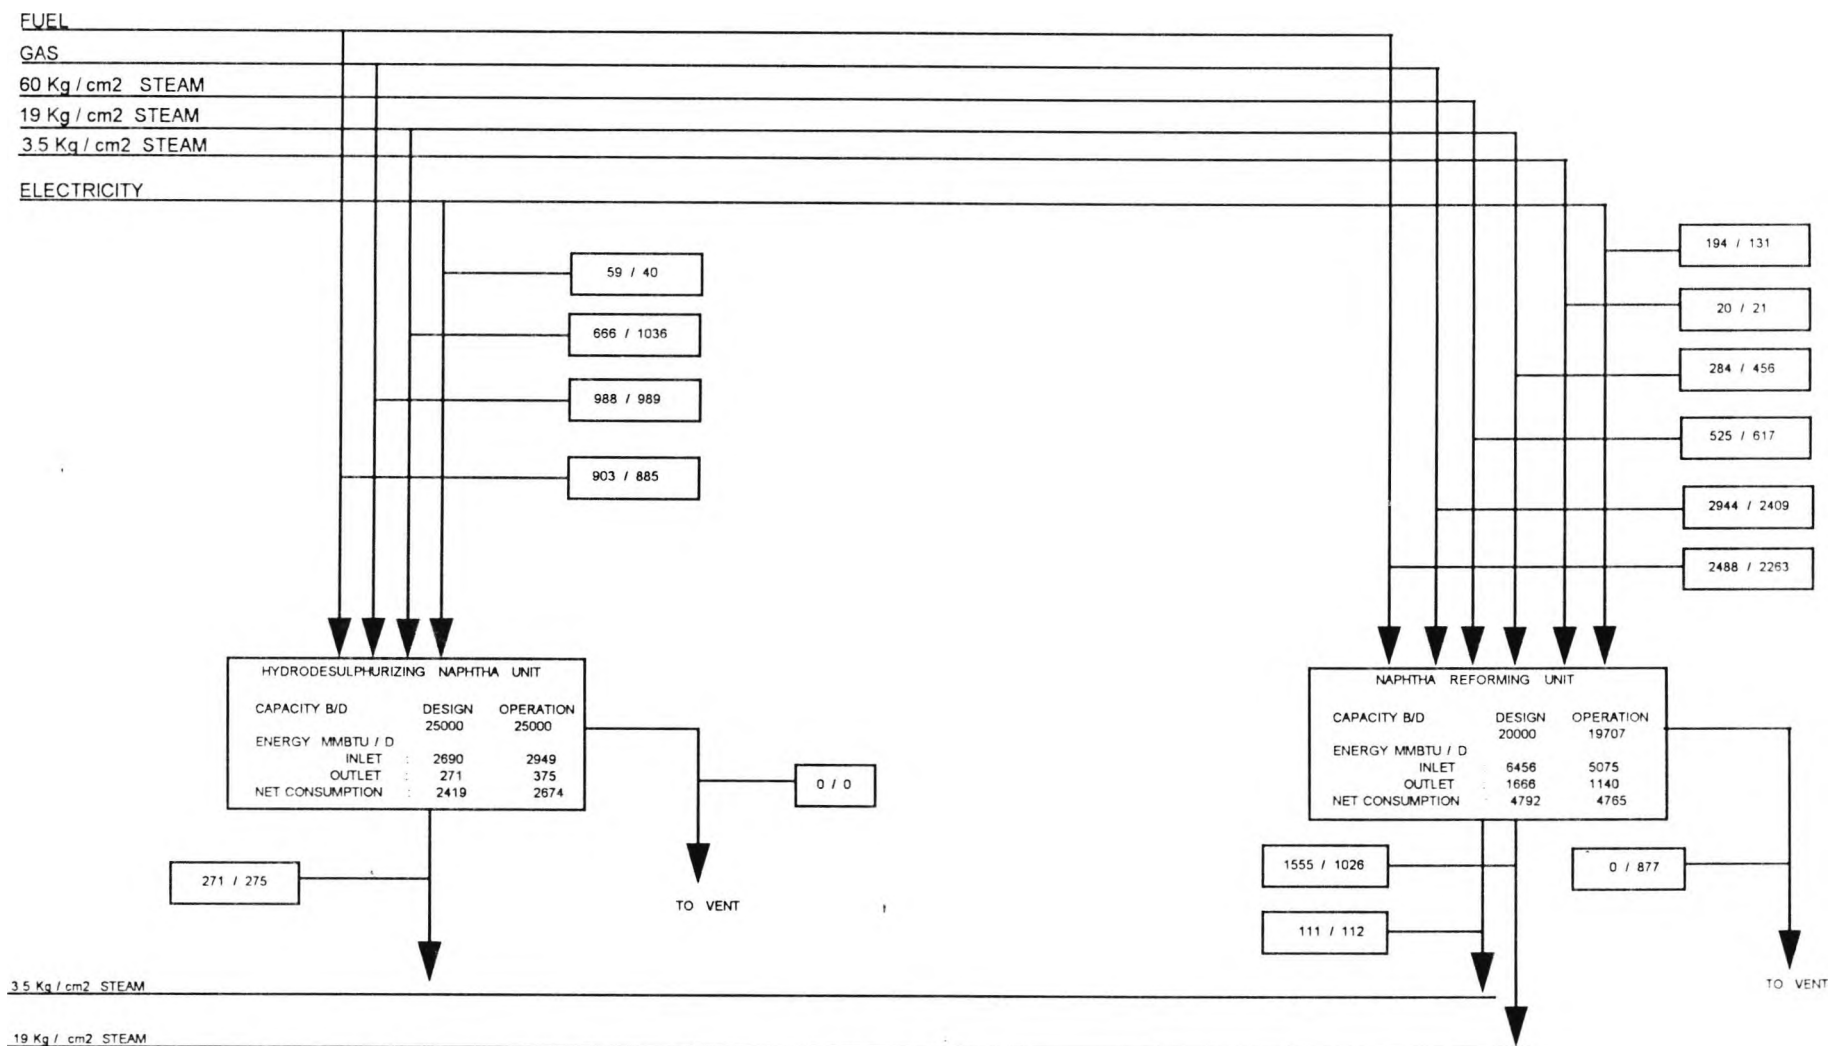 FUEL
GAS
60 Kg / cm2 STEAM
19 Kg / cm2 STEAM
3.5 Kg / cm2 STEAM
ELECTRICITY
59 / 40
666 / 1036
988 / 989
903 / 885
194 / 131
20 / 21
284 / 456
525 / 617
2944 / 2409
2488 / 2263
HYDRODESULPHURIZING NAPHTHA UNIT
CAPACITY B/D DESIGN OPERATION
25000 25000
ENERGY MMBTU / D
INLET : 2690 2949
OUTLET : 271 375
NET CONSUMPTION : 2419 2674
0 / 0
271 / 275
TO VENT
NAPHTHA REFORMING UNIT
CAPACITY B/D DESIGN OPERATION
20000 19707
ENERGY MMBTU / D
INLET : 6456 5075
OUTLET : 1666 1140
NET CONSUMPTION : 4792 4765
1555 / 1026
0 / 877
111 / 112
TO VENT
3.5 Kg / cm2 STEAM
19 Kg / cm2 STEAM